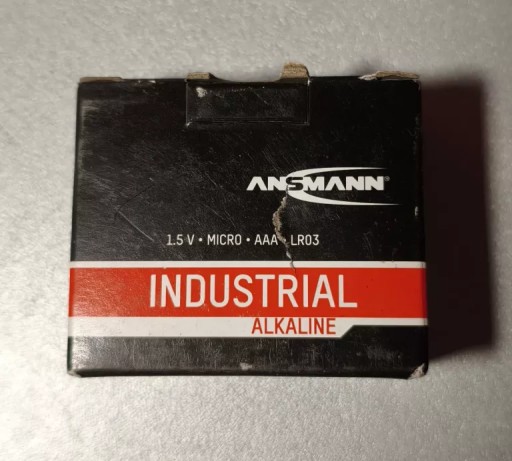 ANSMANN
1.5 V • MICRO • AAA • LR03
INDUSTRIAL
ALKALINE